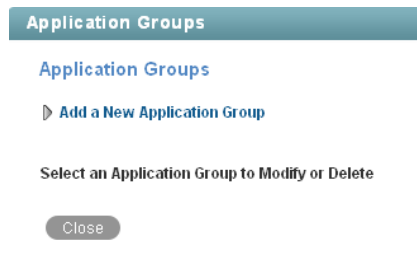 Application Groups
Application Groups
Add a New Application Group
Select an Application Group to Modify or Delete
Close